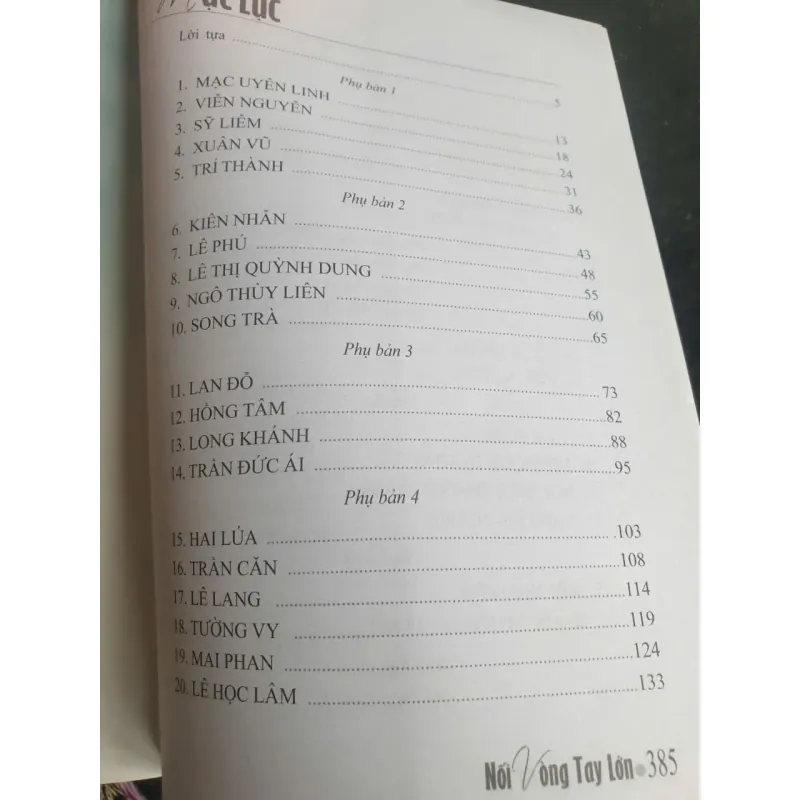 Mục Lục
Lời tựa ........ 5
Phụ bản 1
1. MẠC UYÊN LINH ........ 13
2. VIÊN NGUYÊN ........ 18
3. SỸ LIÊM ........ 24
4. XUÂN VŨ ........ 31
5. TRÍ THÀNH ........ 36
Phụ bản 2
6. KIÊN NHẪN ........ 43
7. LÊ PHÚ ........ 48
8. LÊ THỊ QUỲNH DUNG ........ 55
9. NGÔ THÙY LIÊN ........ 60
10. SONG TRÀ ........ 65
Phụ bản 3
11. LAN ĐỖ ........ 73
12. HỒNG TÂM ........ 82
13. LONG KHÁNH ........ 88
14. TRẦN ĐỨC ÁI ........ 95
Phụ bản 4
15. HAI LÚA ........ 103
16. TRẦN CĂN ........ 108
17. LÊ LANG ........ 114
18. TƯỜNG VY ........ 119
19. MAI PHAN ........ 124
20. LÊ HỌC LÂM ........ 133
Nối Vòng Tay Lớn 385